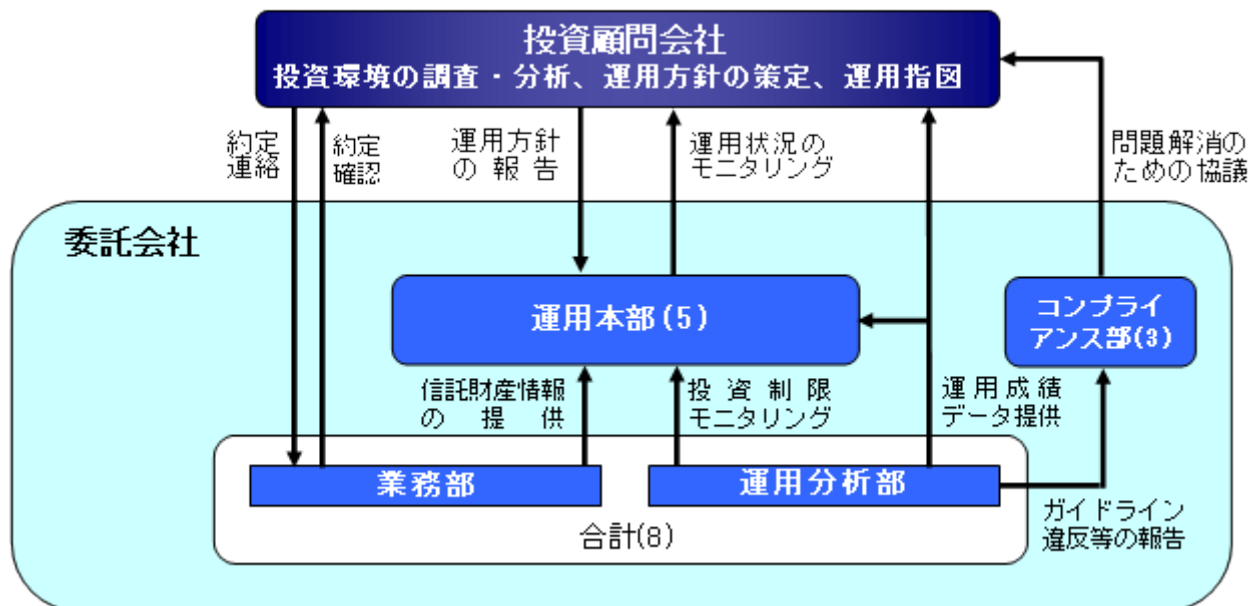 投資顧問会社
投資環境の調査・分析、運用方針の策定、運用指図
約定
連絡
約定
確認
運用方針
の報告
運用状況の
モニタリング
問題解消の
ための協議
委託会社
運用本部(5)
コンプライ
アンス部(3)
信託財産情報
の提供
投資制限
モニタリング
運用成績
データ提供
業務部
運用分析部
合計(8)
ガイドライン
違反等の報告